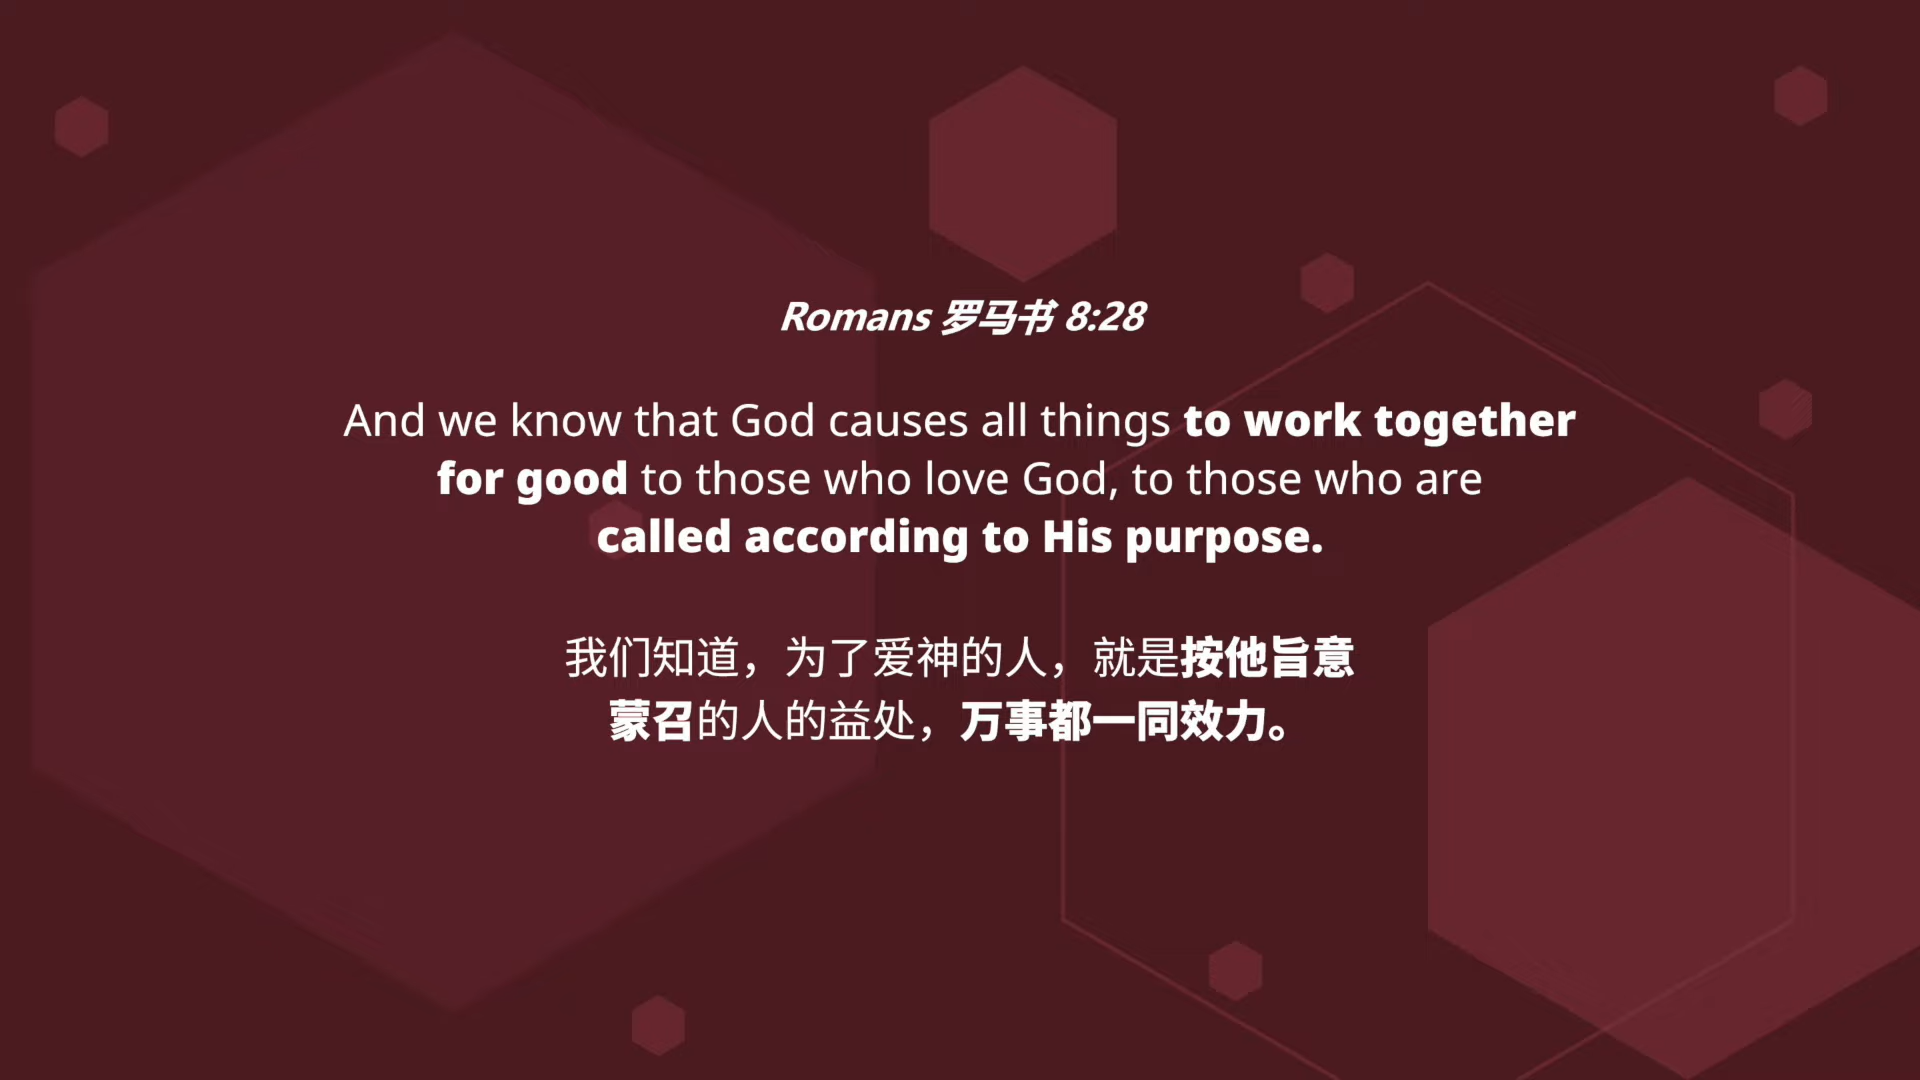 Romans 罗马书 8:28
And we know that God causes all things to work together
for good to those who love God, to those who are
called according to His purpose.
我们知道，为了爱神的人，就是按他旨意
蒙召的人的益处，万事都一同效力。